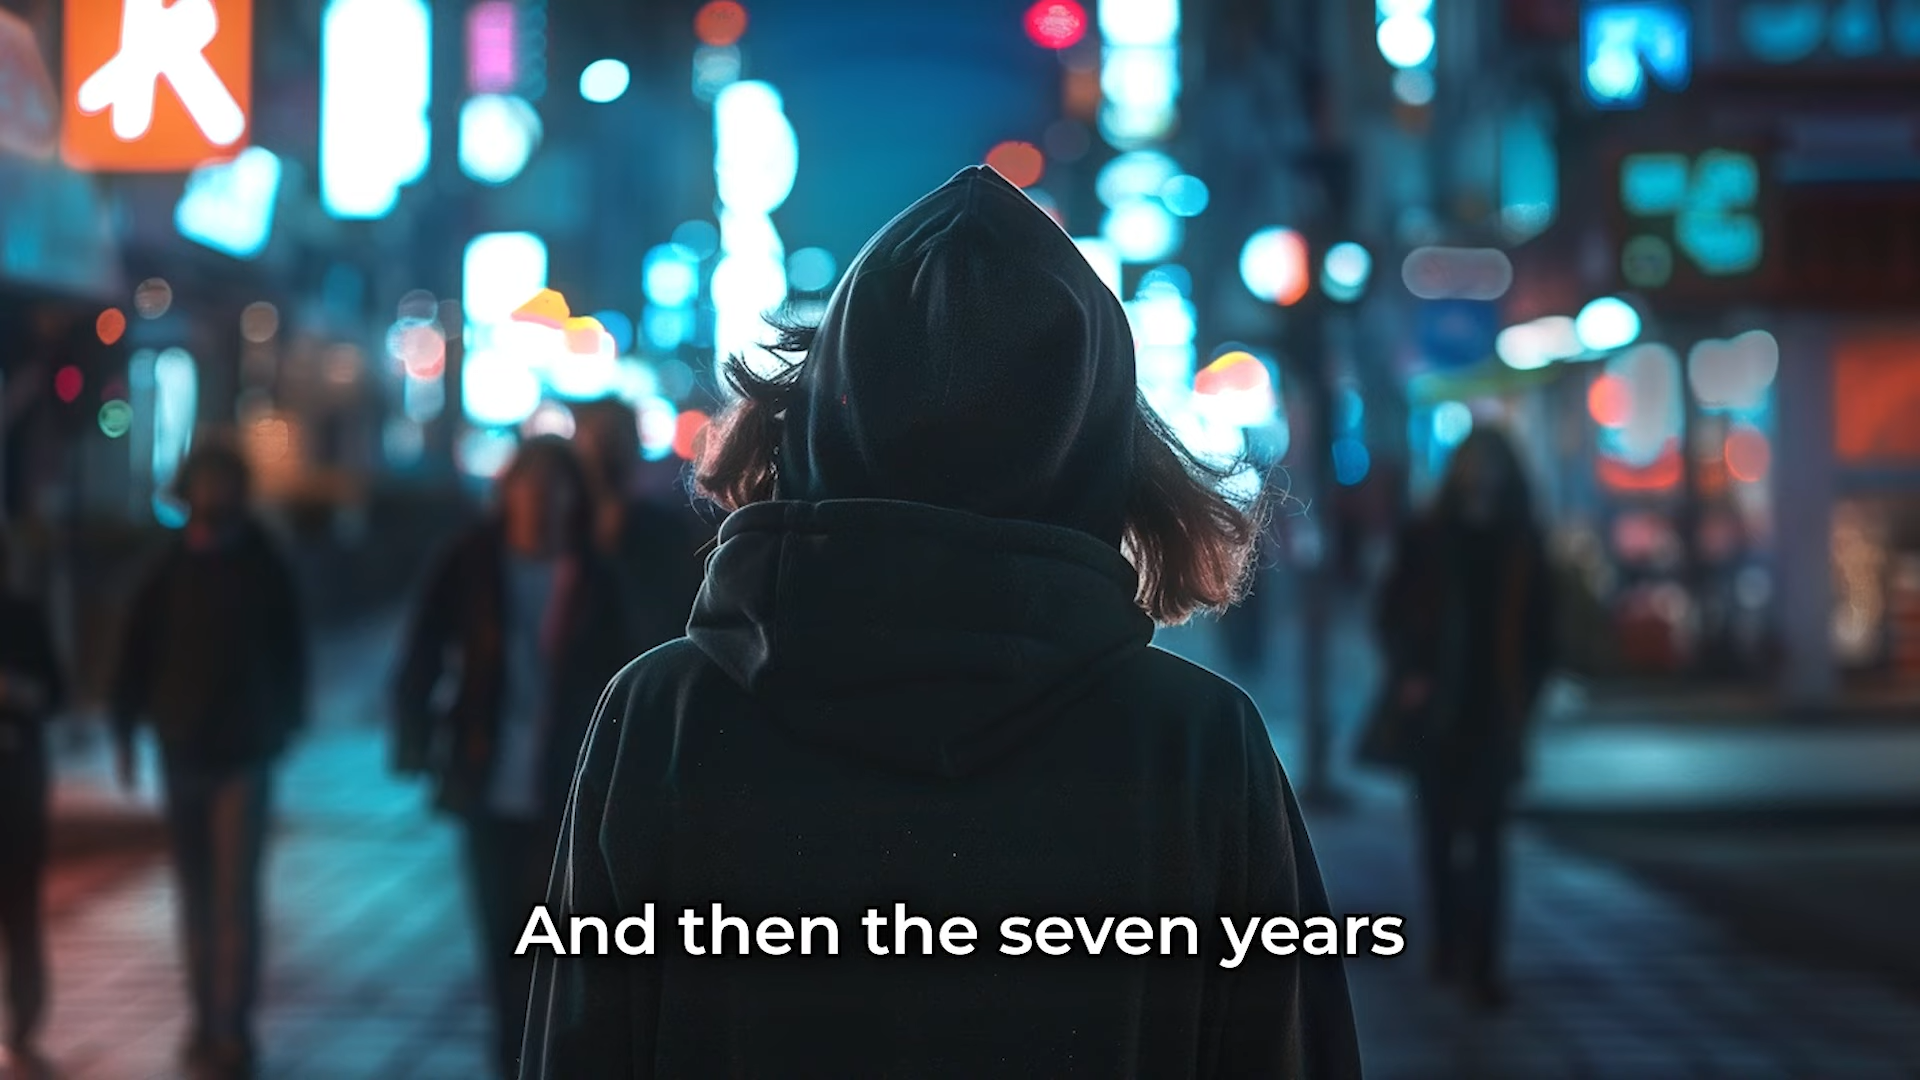 And then the seven years